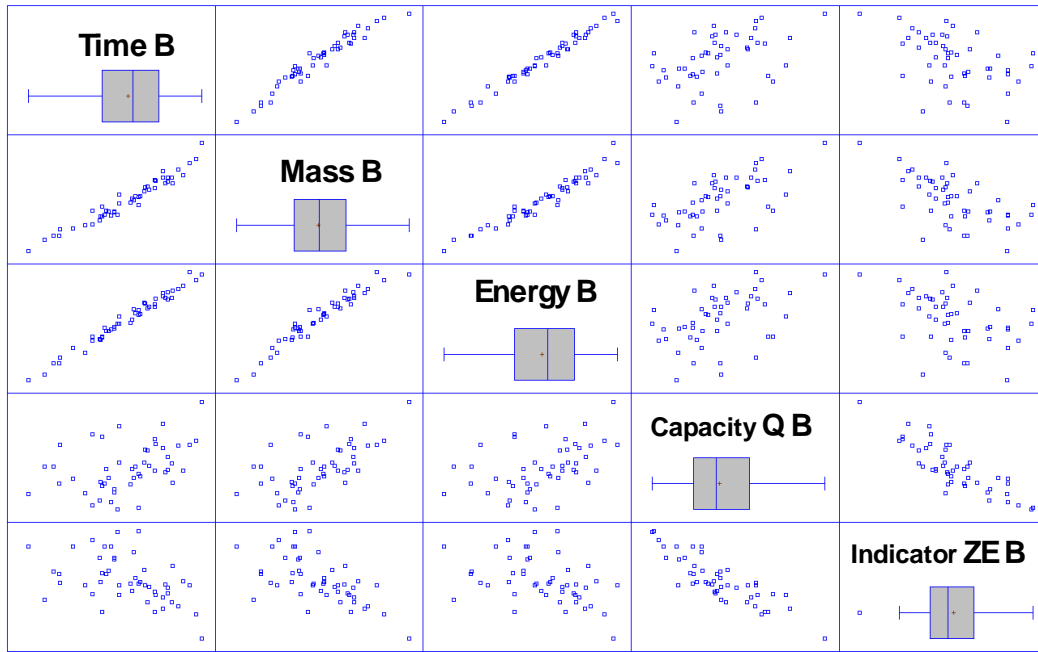 Time B
Mass B
Energy B
Capacity Q B
Indicator ZE B